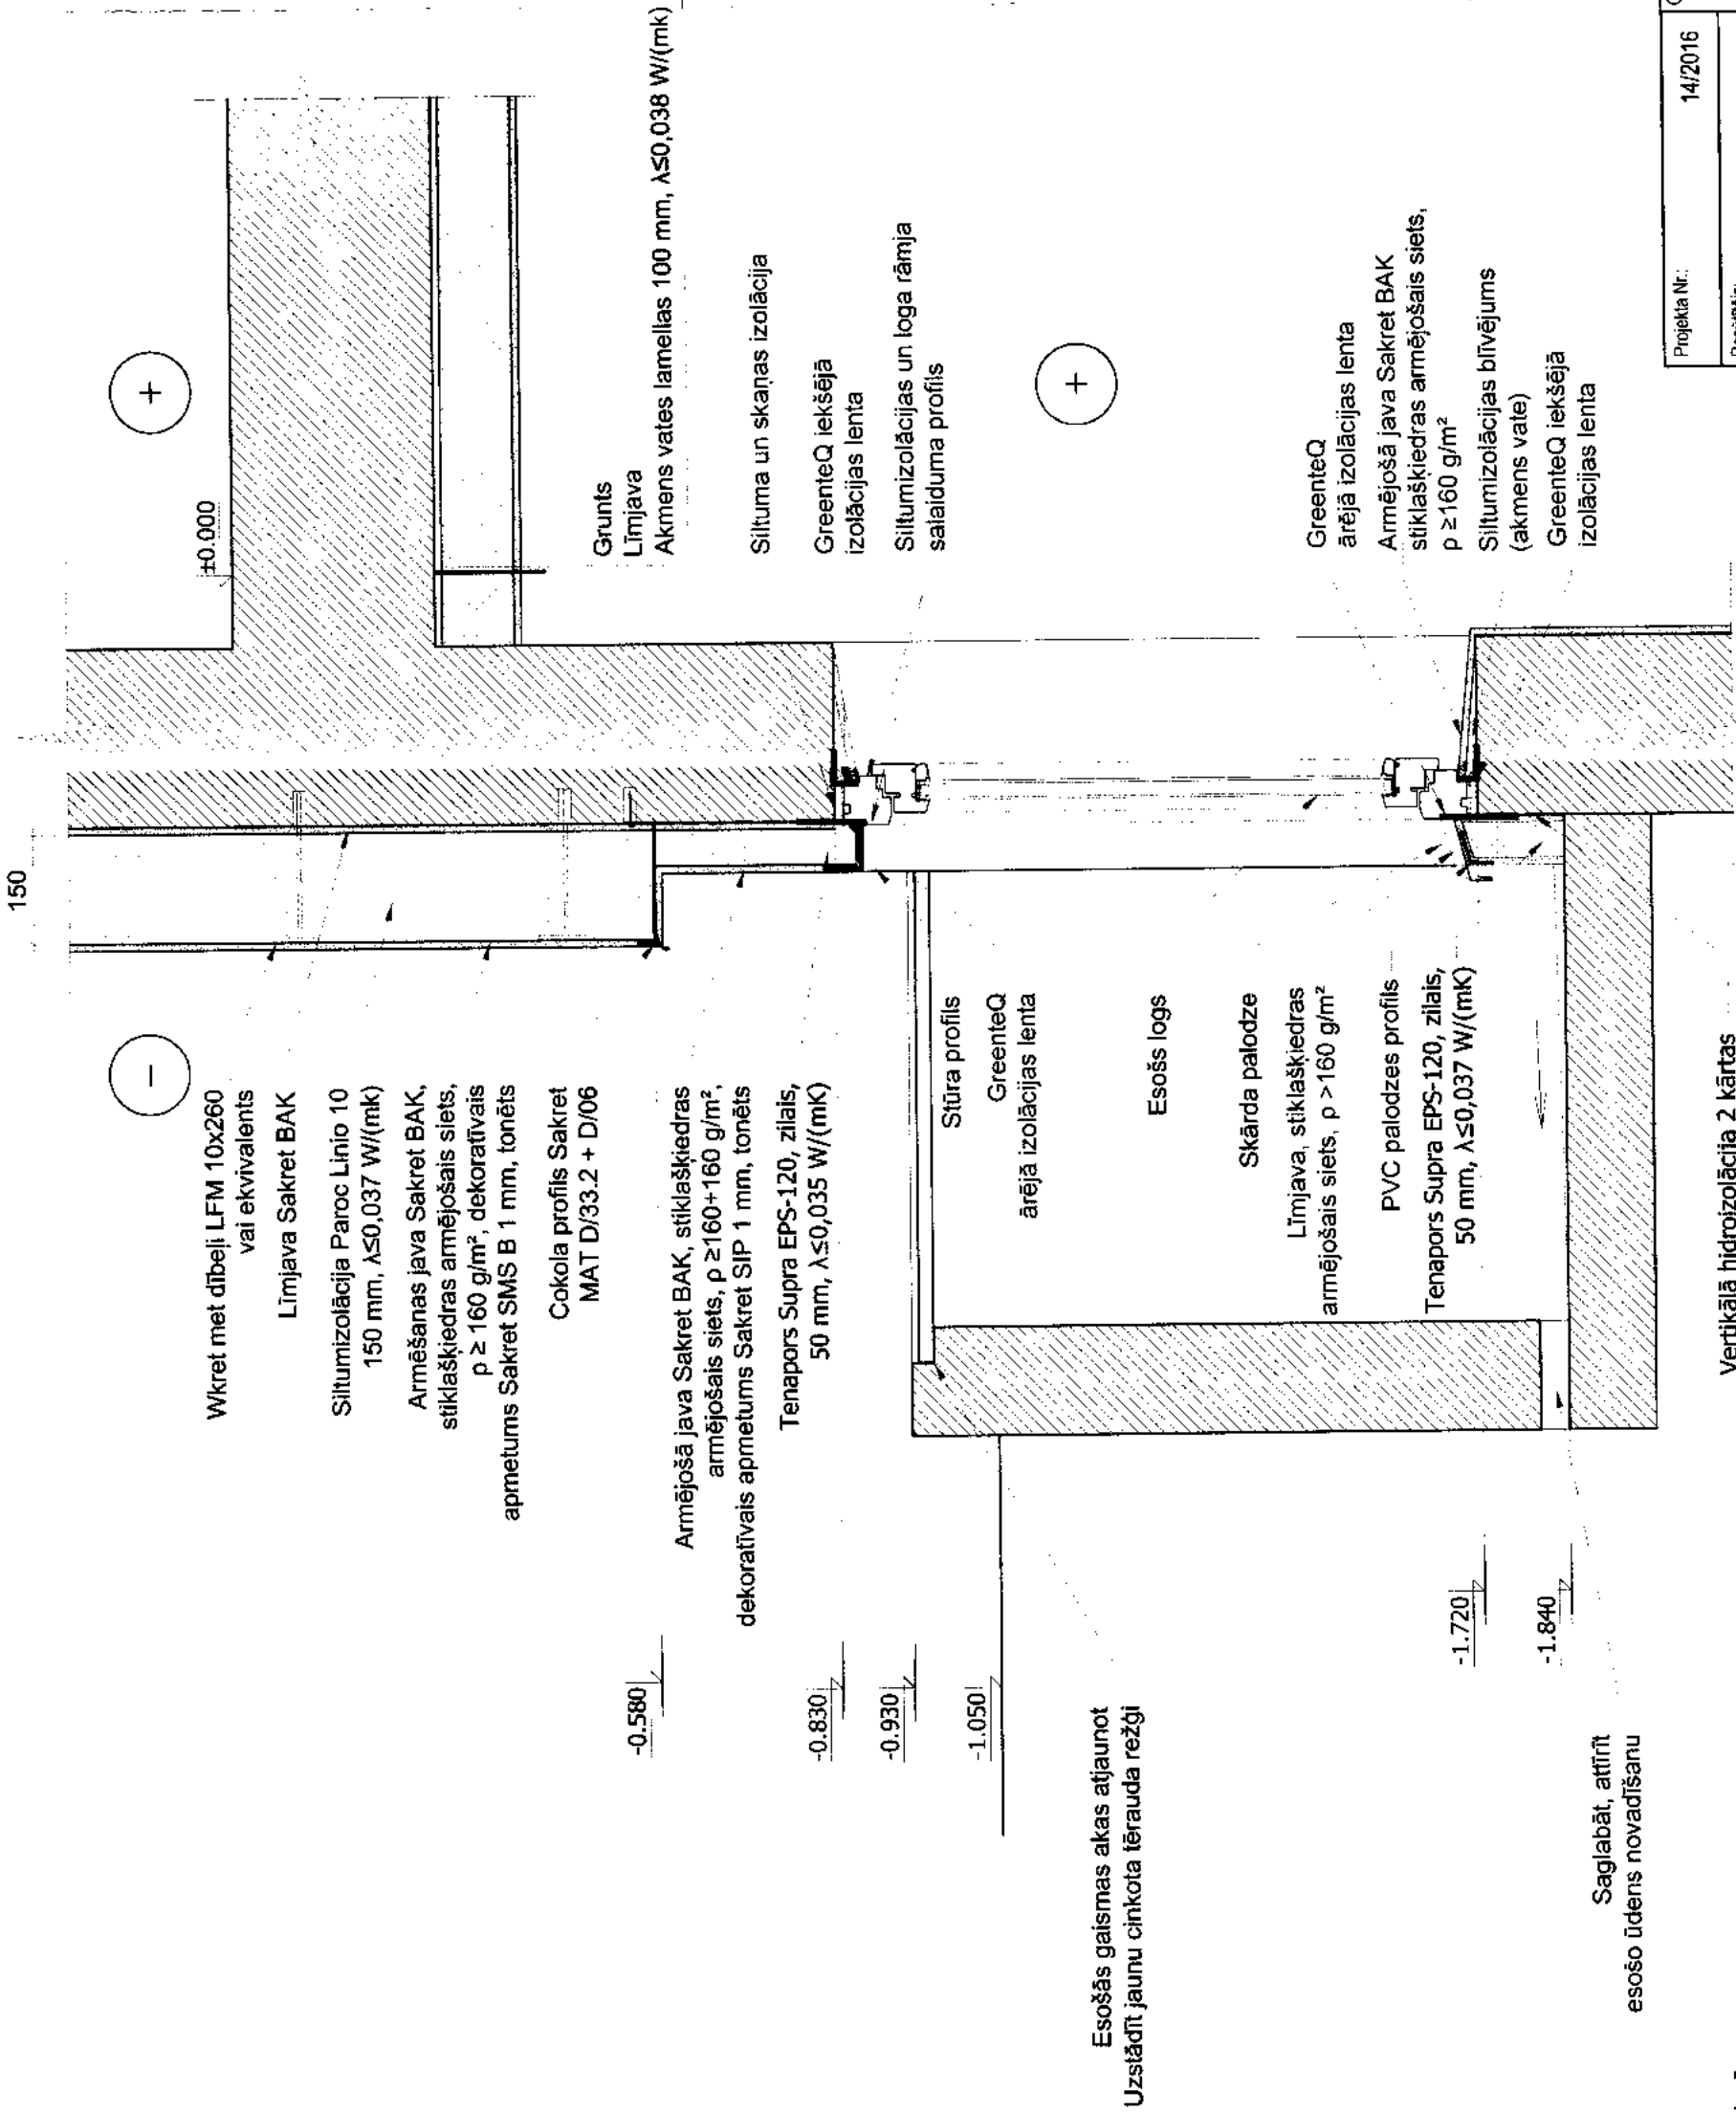 150
±0.000
+
−
Wkret met dībeļi LFM 10x260
vai ekvivalents
Līmjava Sakret BAK
Siltumizolācija Paroc Linio 10
150 mm, λ≤0,037 W/(mk)
Armēšanas java Sakret BAK,
stiklašķiedras armējošais siets,
ρ ≥ 160 g/m², dekoratīvais
apmetums Sakret SMS B 1 mm, tonēts
Cokola profils Sakret
MAT D/33.2 + D/06
Armējošā java Sakret BAK, stiklašķiedras
armējošais siets, ρ ≥160+160 g/m²,
dekoratīvais apmetums Sakret SIP 1 mm, tonēts
Tenapors Supra EPS-120, zilais,
50 mm, λ≤0,035 W/(mK)
Stūra profils
GreenteQ
ārējā izolācijas lenta
Esošs logs
Skārda palodze
Līmjava, stiklašķiedras
armējošais siets, ρ >160 g/m²
PVC palodzes profils
Tenapors Supra EPS-120, zilais,
50 mm, λ≤0,037 W/(mK)
Vertikālā hidroizolācija 2 kārtas
Grunts
Līmjava
Akmens vates lamellas 100 mm, λ≤0,038 W/(mk)
Siltuma un skaņas izolācija
GreenteQ iekšējā
izolācijas lenta
Siltumizolācijas un loga rāmja
salaiduma profils
+
GreenteQ
ārējā izolācijas lenta
Armējošā java Sakret BAK
stiklašķiedras armējošais siets,
ρ ≥160 g/m²
Siltumizolācijas blīvējums
(akmens vate)
GreenteQ iekšējā
izolācijas lenta
-0.580
-0.830
-0.930
-1.050
-1.720
-1.840
Esošās gaismas akas atjaunot
Uzstādīt jaunu cinkota tērauda režģi
Saglabāt, attīrīt
esošo ūdens novadīšanu
Projekta Nr.: 14/2016